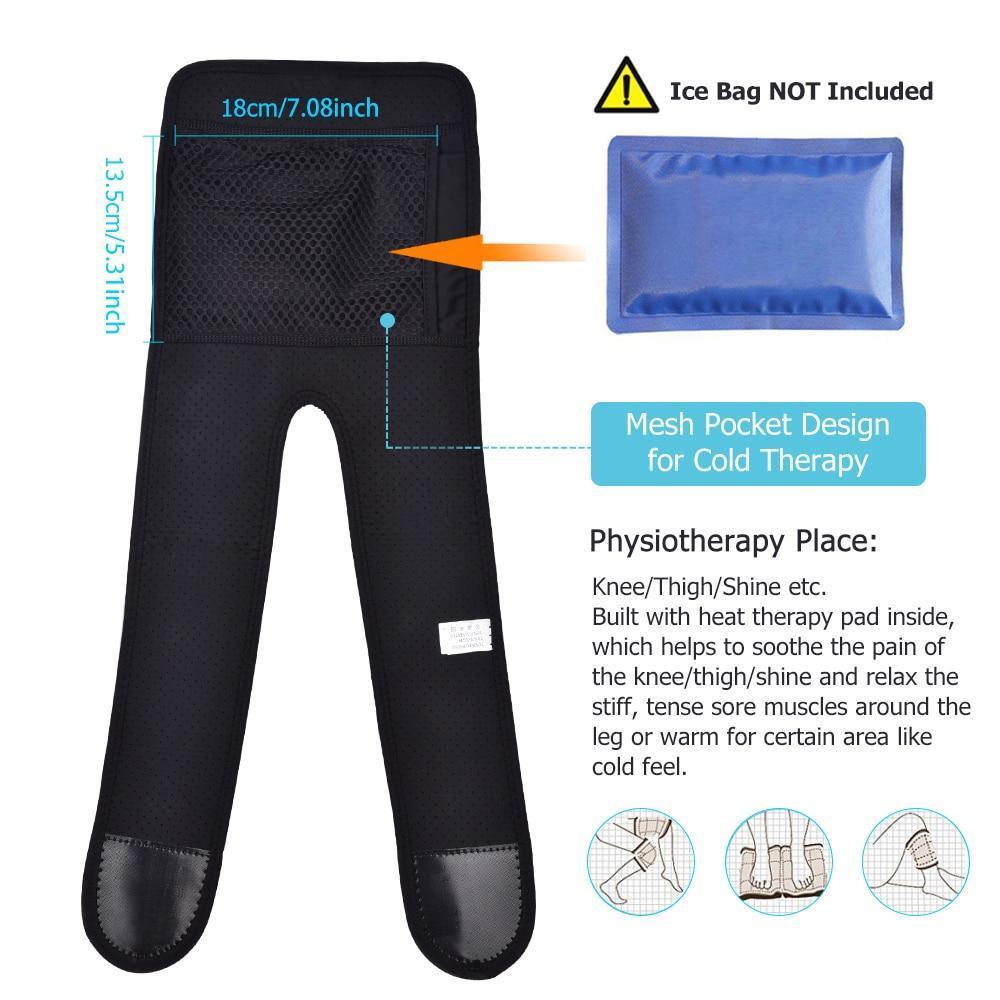 18cm/7.08inch
13.5cm/5.31inch
Ice Bag NOT Included
Mesh Pocket Design
for Cold Therapy
Physiotherapy Place:
Knee/Thigh/Shine etc.
Built with heat therapy pad inside,
which helps to soothe the pain of
the knee/thigh/shine and relax the
stiff, tense sore muscles around the
leg or warm for certain area like
cold feel.